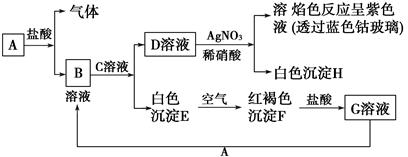 气体
A 盐酸
B C溶液
溶液
D溶液 AgNO₃
稀硝酸
溶 焰色反应呈紫色
液 (透过蓝色钴玻璃)
白色沉淀H
白色
沉淀E
空气
红褐色
沉淀F
盐酸
G溶液
A